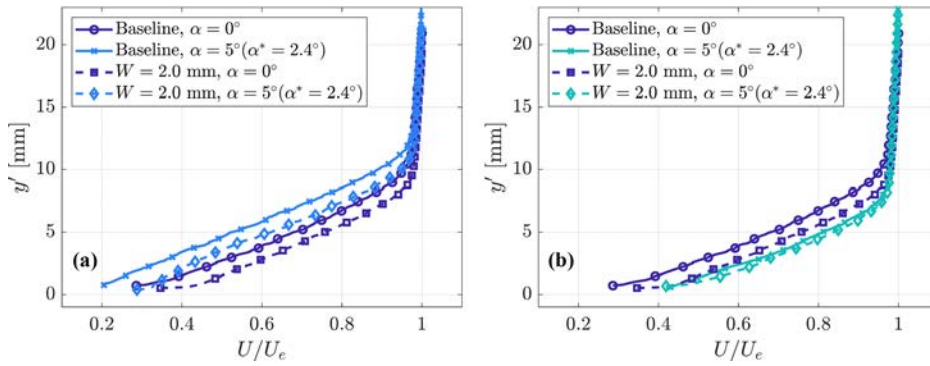 20
15
10
5
0
y′ [mm]
Baseline, α = 0°
Baseline, α = 5°(α* = 2.4°)
W = 2.0 mm, α = 0°
W = 2.0 mm, α = 5°(α* = 2.4°)
(a)
0.2 0.4 0.6 0.8 1
U/Uₑ
20
15
10
5
0
y′ [mm]
Baseline, α = 0°
Baseline, α = 5°(α* = 2.4°)
W = 2.0 mm, α = 0°
W = 2.0 mm, α = 5°(α* = 2.4°)
(b)
0.2 0.4 0.6 0.8 1
U/Uₑ